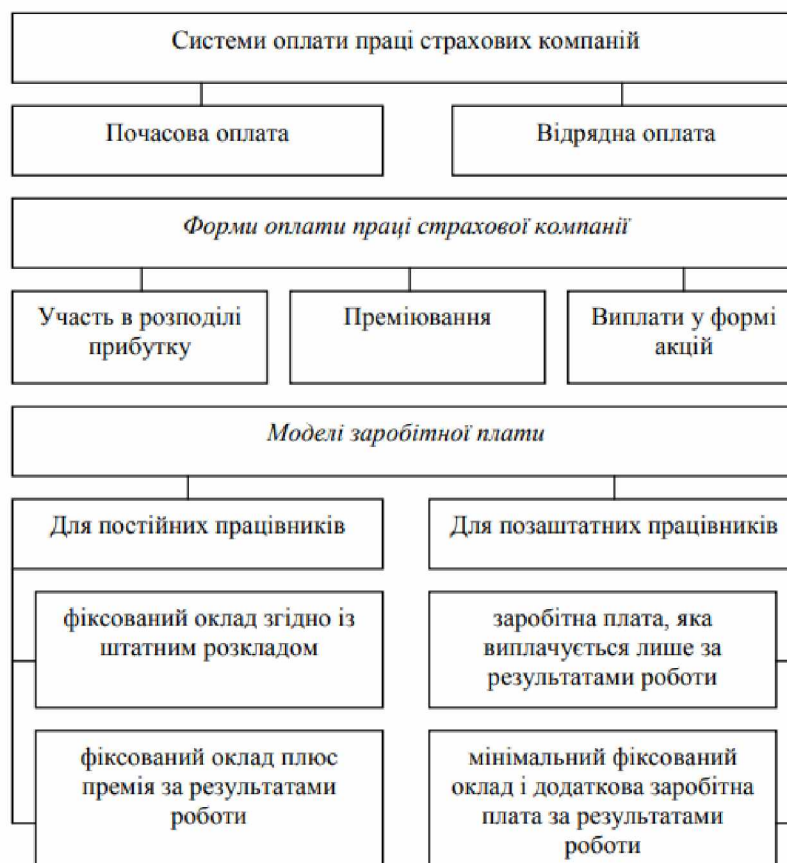 Системи оплати праці страхових компаній
Почасова оплата
Відрядна оплата
Форми оплати праці страхової компанії
Участь в розподілі
прибутку
Преміювання
Виплати у формі
акцій
Моделі заробітної плати
Для постійних працівників
Для позаштатних працівників
фіксований оклад згідно із
штатним розкладом
заробітна плата, яка
виплачується лише за
результатами роботи
фіксований оклад плюс
премія за результатами
роботи
мінімальний фіксований
оклад і додаткова заробітна
плата за результатами
роботи